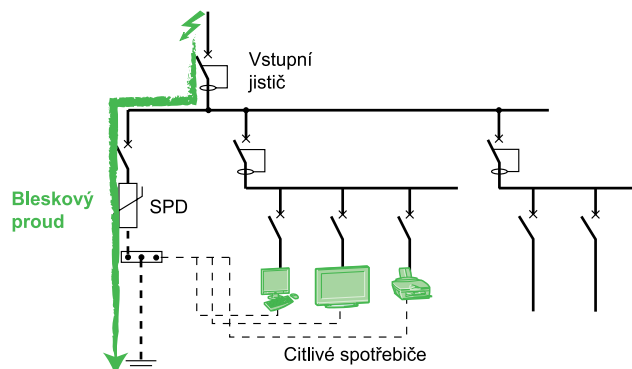 Vstupní
jistič
Bleskový
proud
SPD
Citlivé spotřebiče